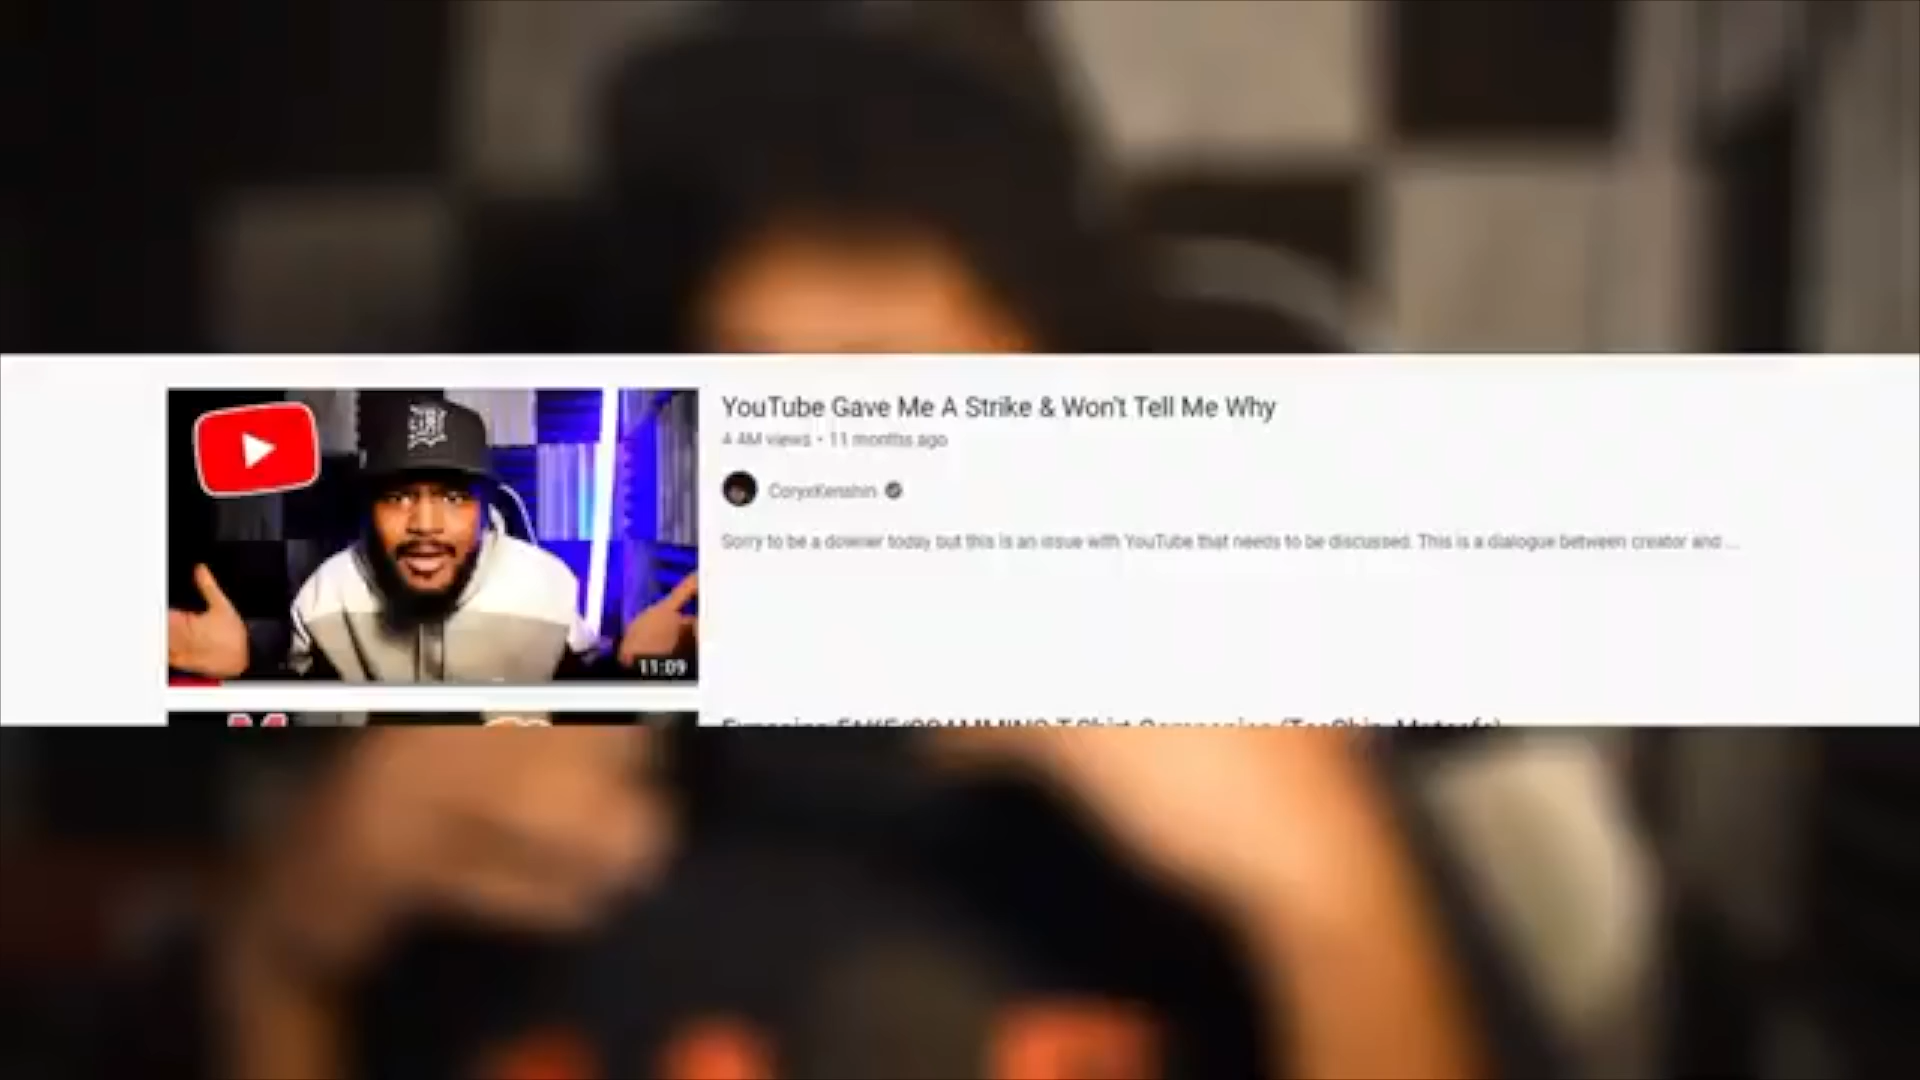 YouTube Gave Me A Strike & Won't Tell Me Why
4.4M views • 11 months ago
CoryxKenshin
Sorry to be a downer today but this is an issue with YouTube that needs to be discussed. This is a dialogue between creator and ...
11:09
T-Shirt Companies